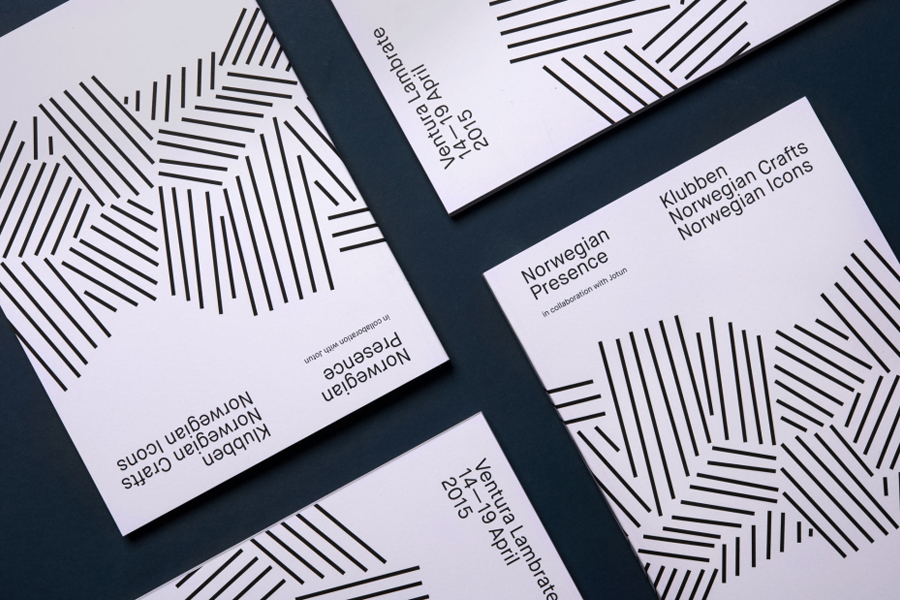 Ventura Lambrate
14—19 April
2015
Norwegian
Presence
in collaboration with Jotun
Klubben
Norwegian Crafts
Norwegian Icons
Norwegian
Presence
in collaboration with Jotun
Klubben
Norwegian Crafts
Norwegian Icons
Ventura Lambrate
14—19 April
2015